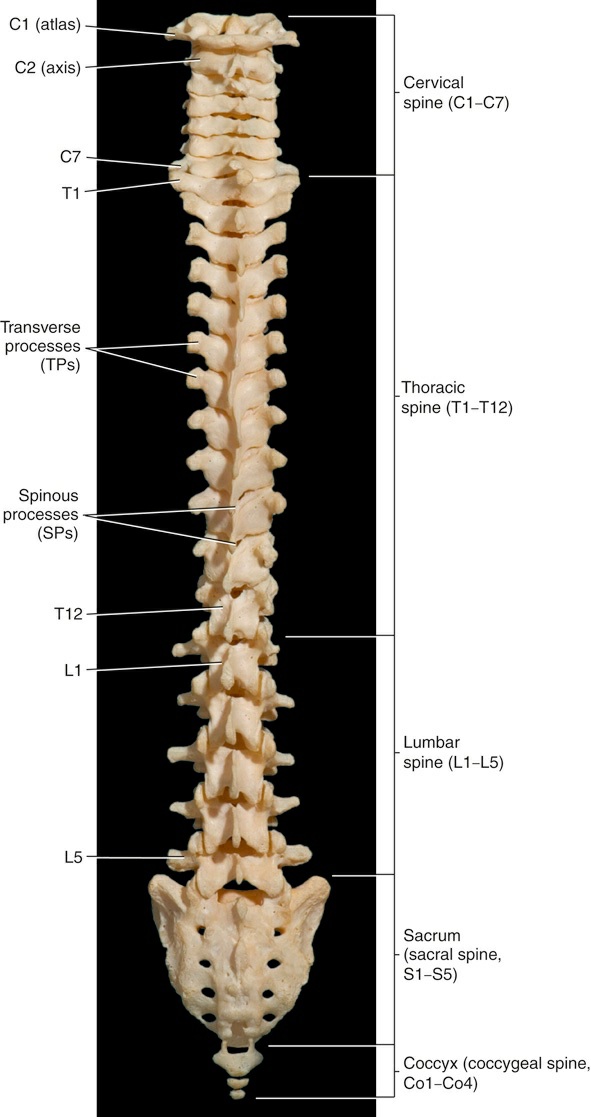 C1 (atlas)
C2 (axis)
Cervical
spine (C1–C7)
C7
T1
Transverse
processes
(TPs)
Thoracic
spine (T1–T12)
Spinous
processes
(SPs)
T12
L1
Lumbar
spine (L1–L5)
L5
Sacrum
(sacral spine,
S1–S5)
Coccyx (coccygeal spine,
Co1–Co4)